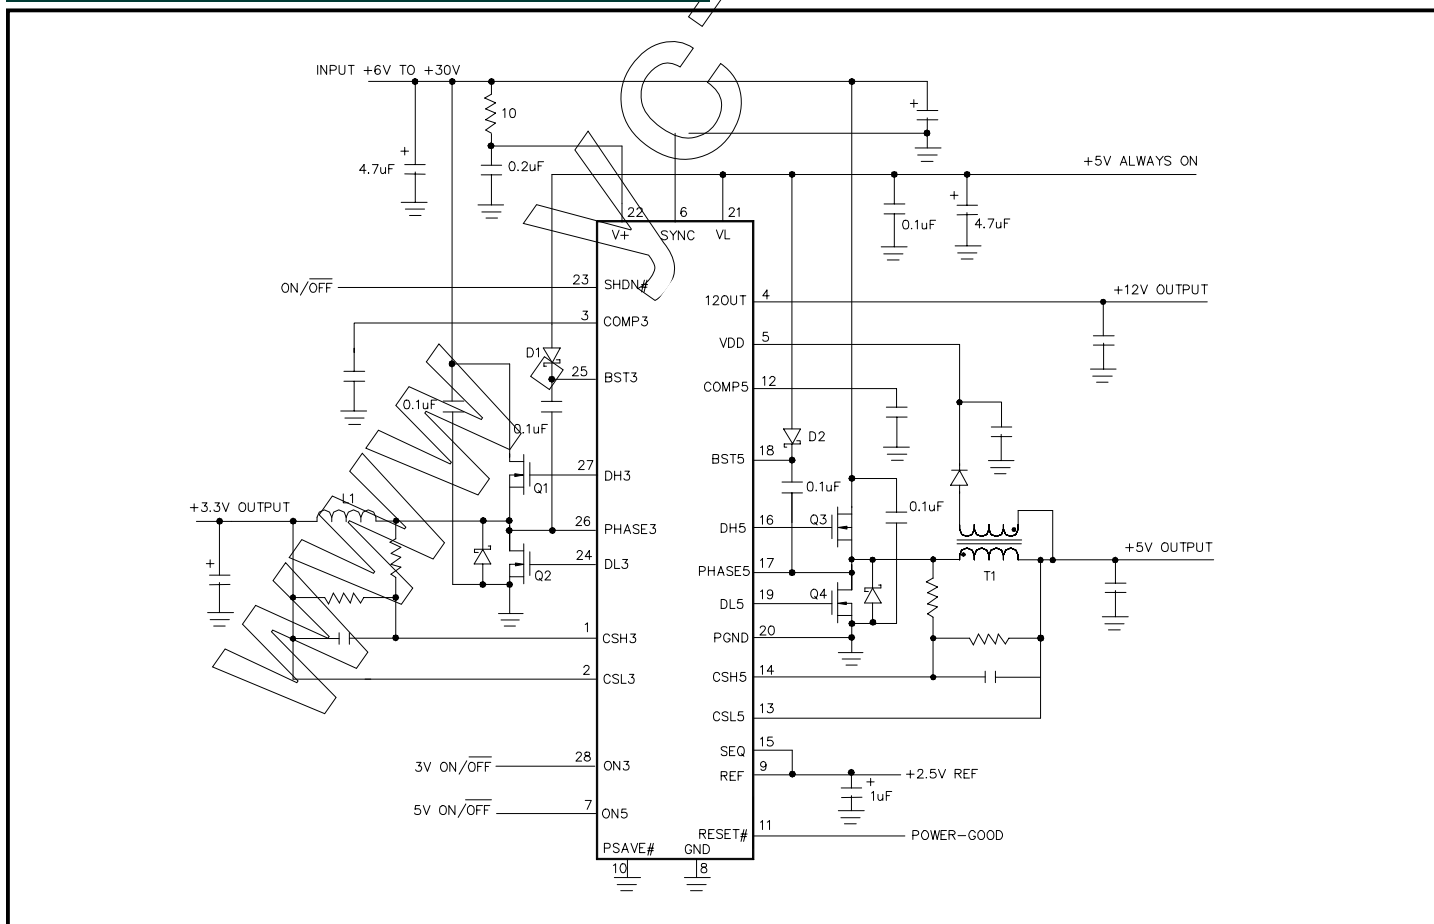 INPUT +6V TO +30V
+
10
+
4.7uF
0.2uF
+5V ALWAYS ON
+
0.1uF
4.7uF
22
6
21
V+
SYNC
VL
ON/OFF
23
SHDN#
12OUT
4
+12V OUTPUT
3
COMP3
VDD
5
D1
25
BST3
COMP5
12
0.1uF
0.1uF
D2
BST5
18
27
DH3
Q1
0.1uF
0.1uF
+3.3V OUTPUT
L1
26
PHASE3
DH5
16
Q3
+
24
DL3
Q2
PHASE5
17
T1
+5V OUTPUT
DL5
19
Q4
1
CSH3
PGND
20
2
CSL3
CSH5
14
CSL5
13
SEQ
15
3V ON/OFF
28
ON3
REF
9
+2.5V REF
+
1uF
5V ON/OFF
7
ON5
RESET#
11
POWER-GOOD
PSAVE#
GND
10
8
WWW